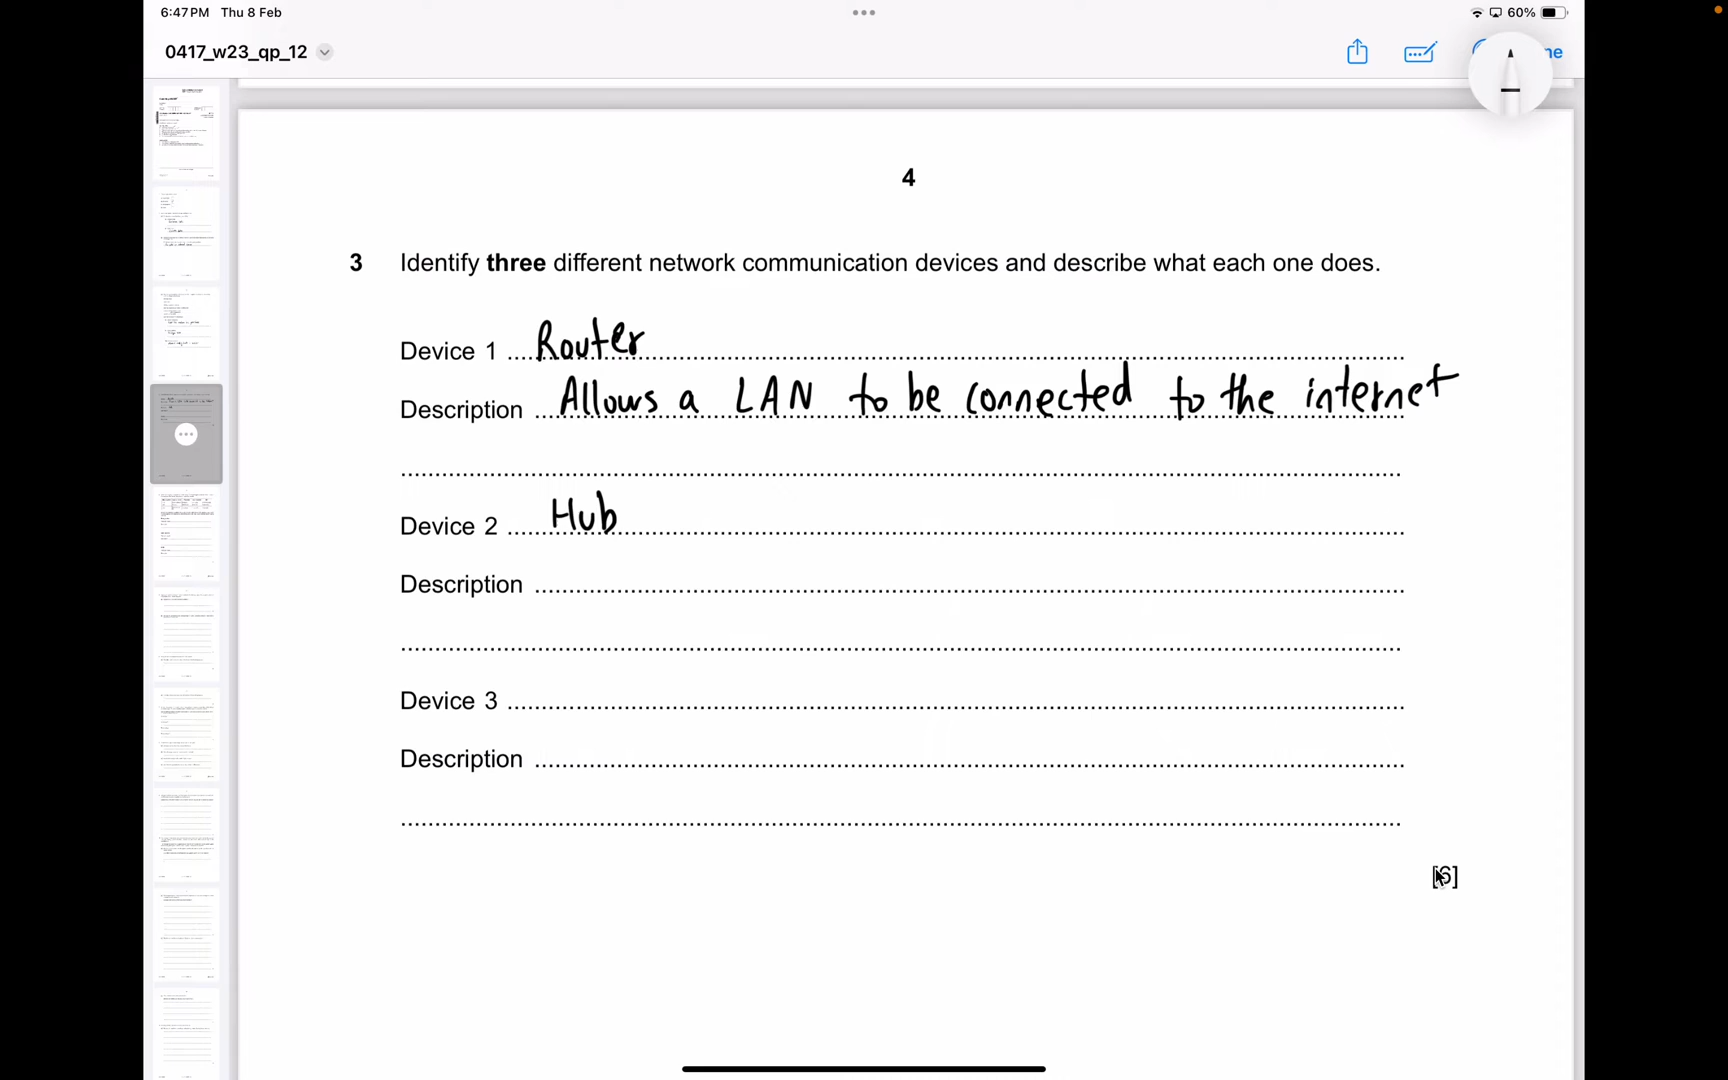 6:47 PM Thu 8 Feb
60%
0417_w23_qp_12
4
3 Identify three different network communication devices and describe what each one does.
Device 1 ... Router
Description ... Allows a LAN to be connected to the internet
Device 2 ... Hub
Description
Device 3
Description
[6]